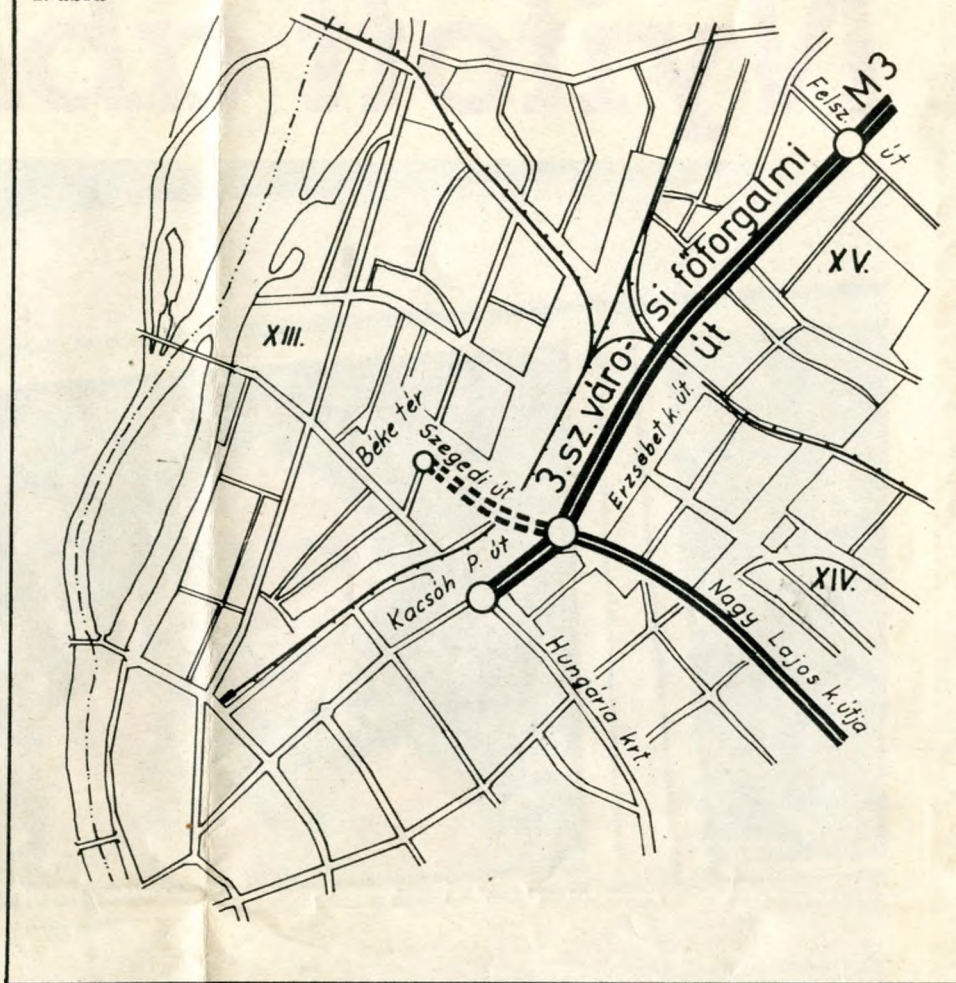 M 3
Felsz.
út
3. sz. váro-
si főforgalmi
út
XV.
XIII.
Béke tér
Szegedi út
Erzsébet k. út.
Kacsóh P. út
XIV.
Nagy Lajos k. útja
Hungária krt.